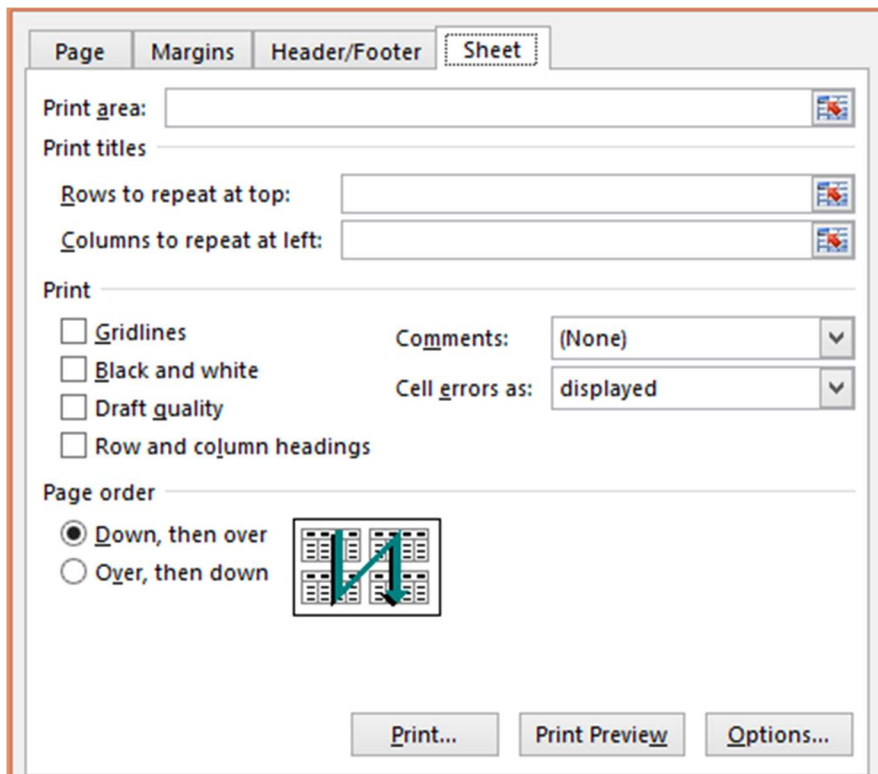 Page Margins Header/Footer Sheet
Print area:
Print titles
Rows to repeat at top:
Columns to repeat at left:
Print
Gridlines
Comments: (None)
Black and white
Cell errors as: displayed
Draft quality
Row and column headings
Page order
Down, then over
Over, then down
Print... Print Preview Options...